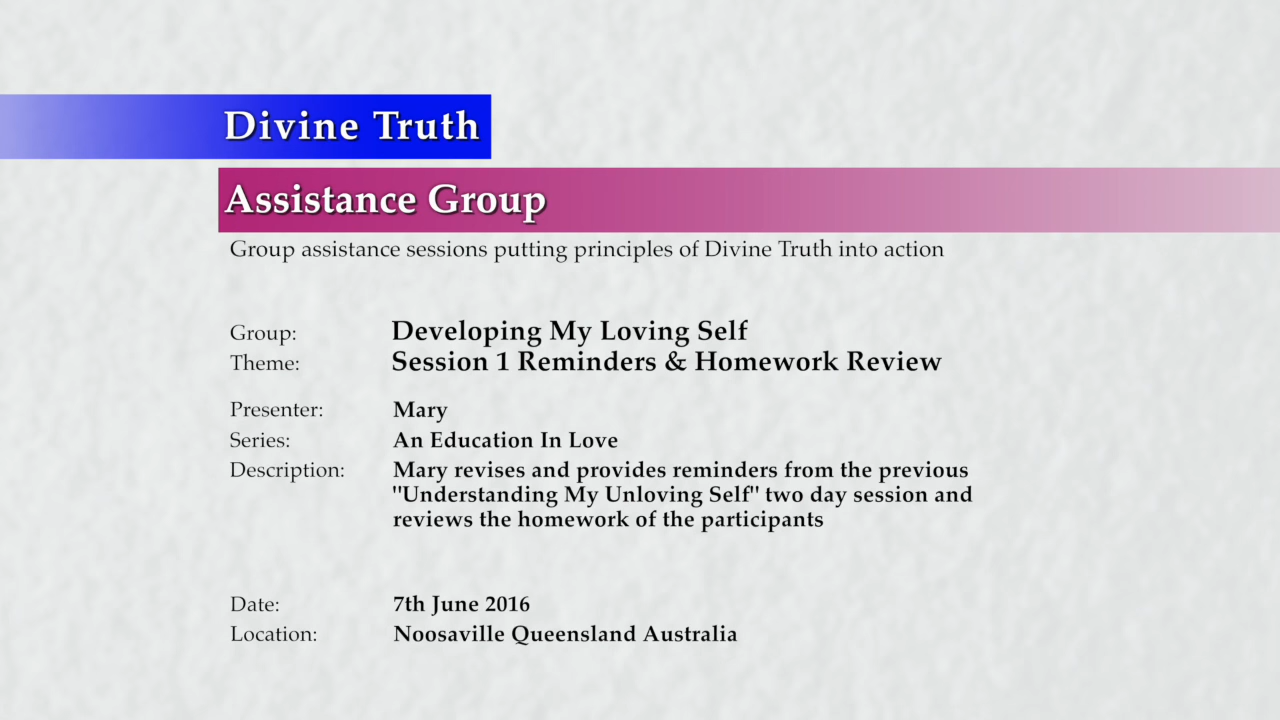 Divine Truth
Assistance Group
Group assistance sessions putting principles of Divine Truth into action
Group: Developing My Loving Self
Theme: Session 1 Reminders & Homework Review
Presenter: Mary
Series: An Education In Love
Description: Mary revises and provides reminders from the previous
"Understanding My Unloving Self" two day session and
reviews the homework of the participants
Date: 7th June 2016
Location: Noosaville Queensland Australia